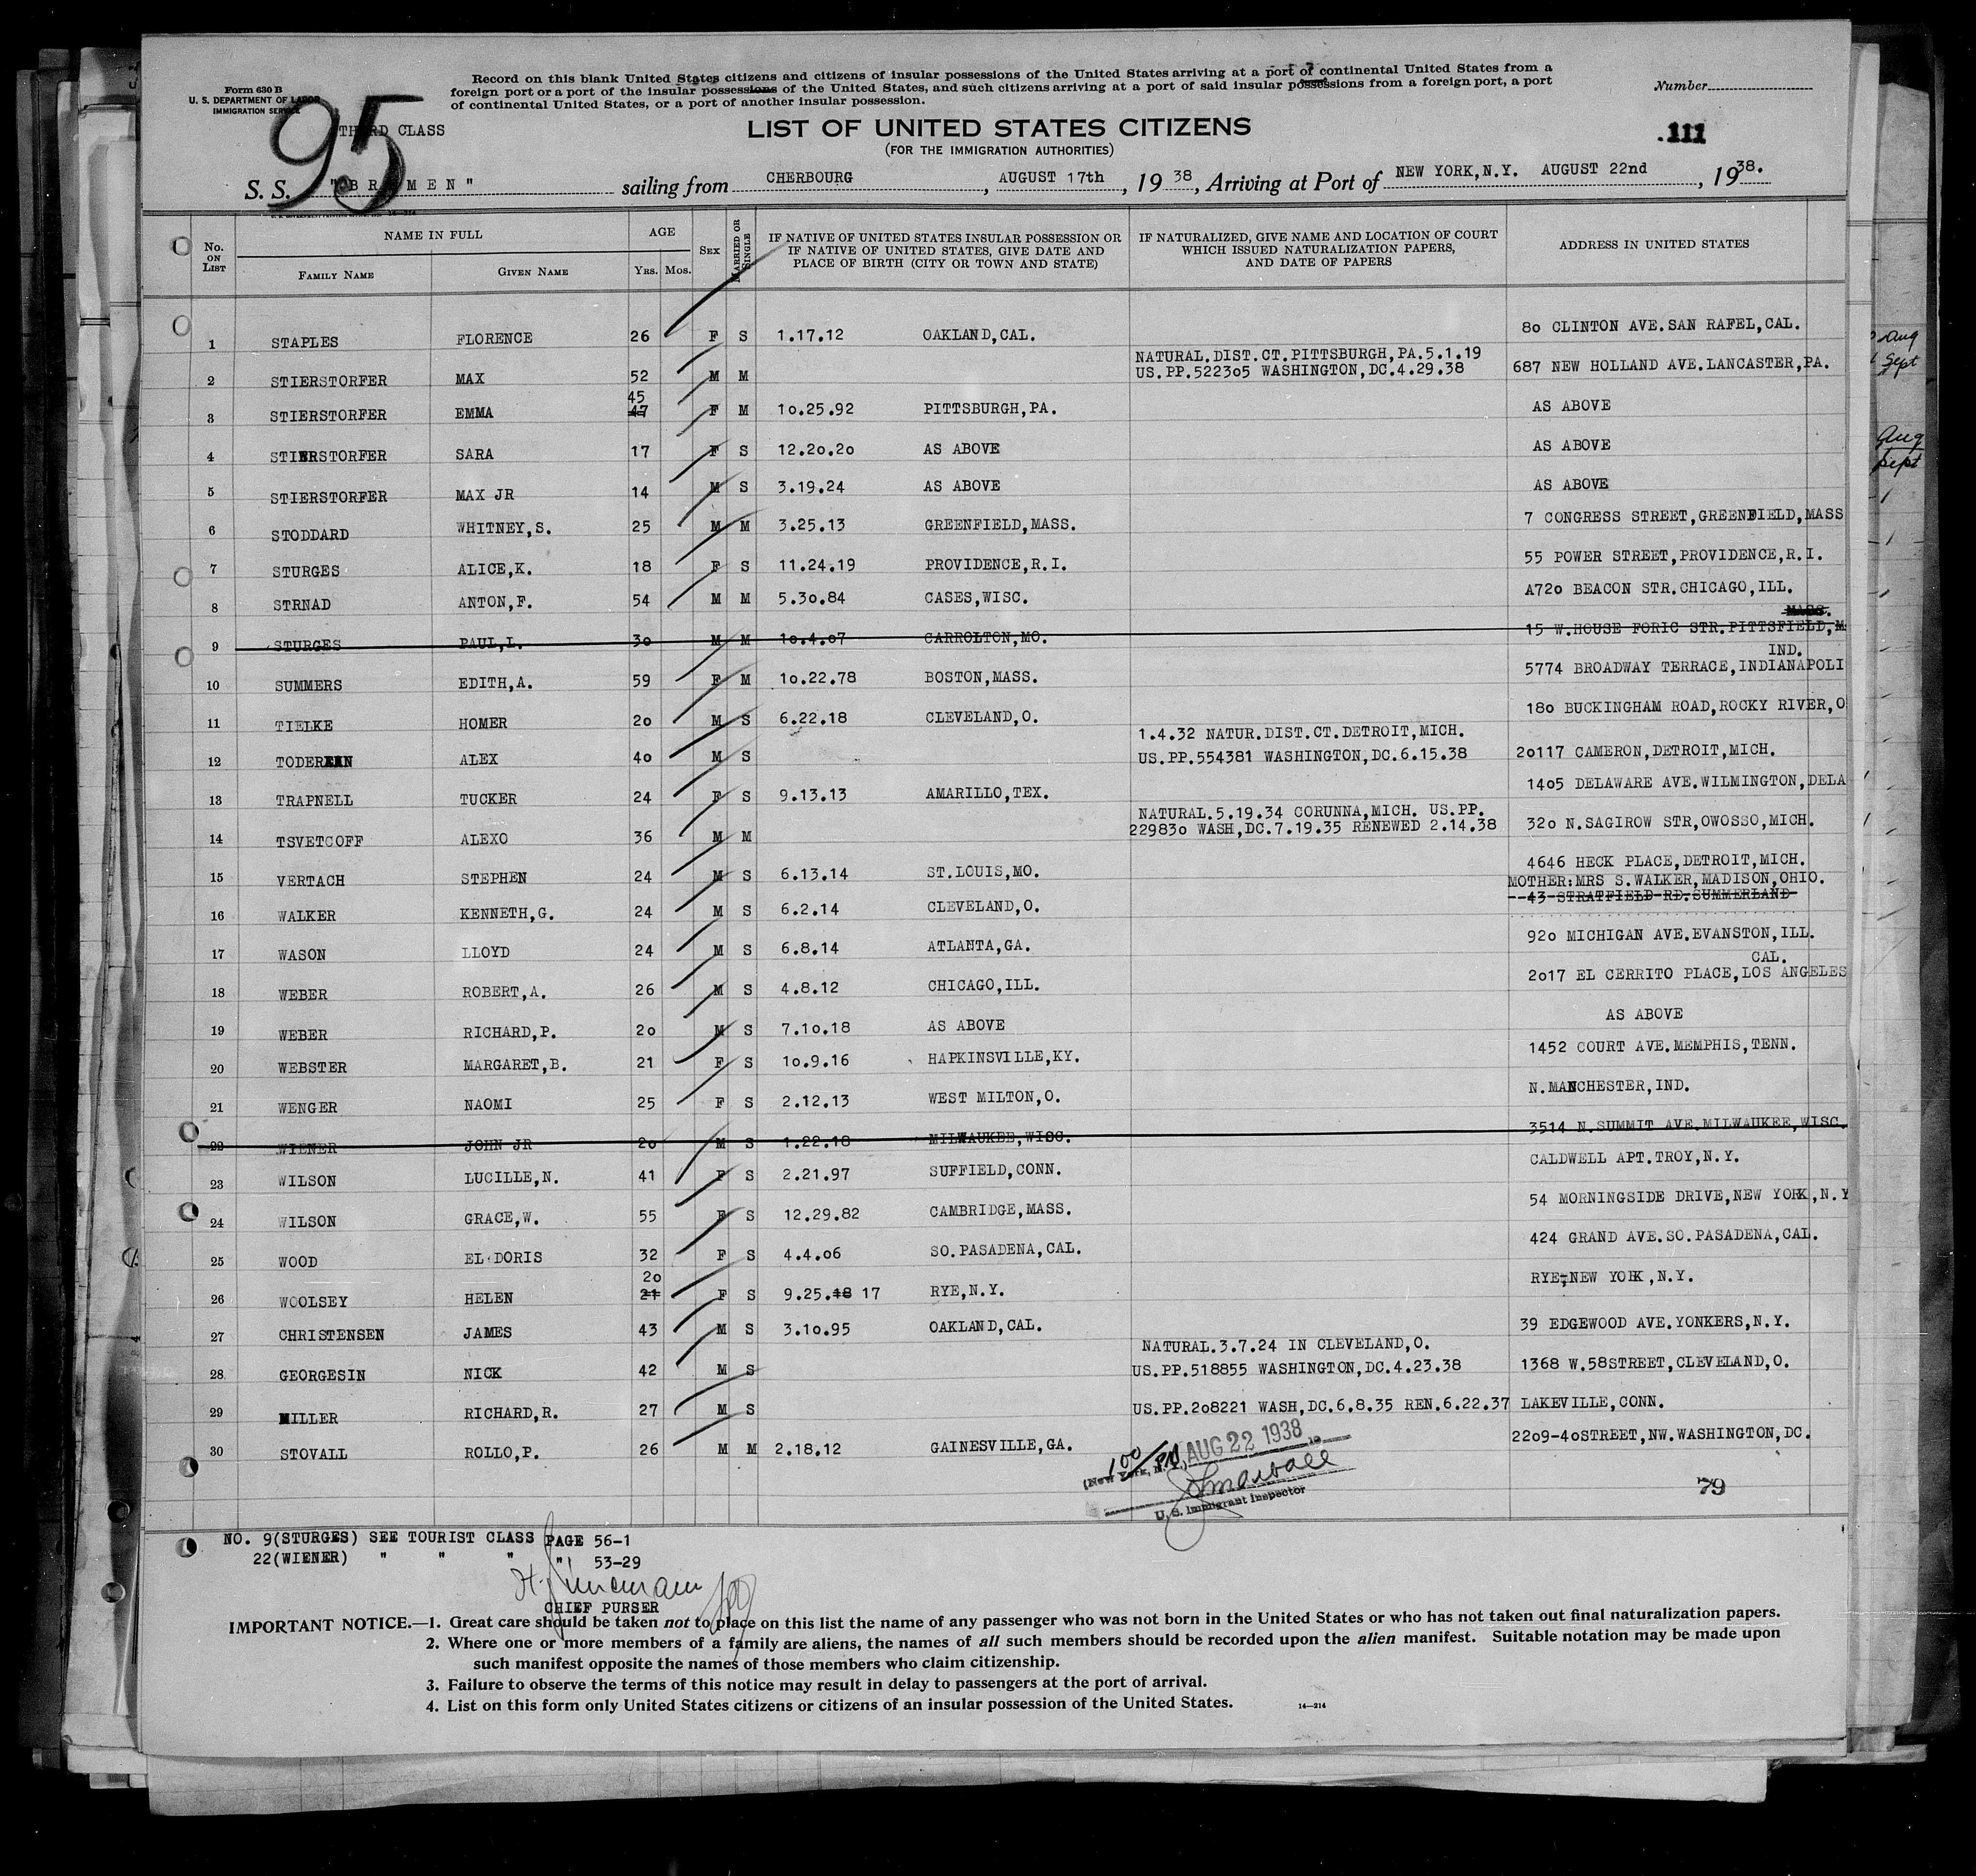 Form 630 B
U. S. DEPARTMENT OF LABOR
IMMIGRATION SERVICE
Record on this blank United States citizens and citizens of insular possessions of the United States arriving at a port of continental United States from a
foreign port or a port of the insular possessions of the United States, and such citizens arriving at a port of said insular possessions from a foreign port, a port
of continental United States, or a port of another insular possession.
Number
95
THIRD CLASS
LIST OF UNITED STATES CITIZENS
(FOR THE IMMIGRATION AUTHORITIES)
.111
S. S. "BREMEN" sailing from CHERBOURG, AUGUST 17th, 1938, Arriving at Port of NEW YORK,N.Y. AUGUST 22nd, 1938.
No. ON LIST NAME IN FULL FAMILY NAME GIVEN NAME AGE Yrs. Mos. SEX MARRIED OR SINGLE IF NATIVE OF UNITED STATES INSULAR POSSESSION OR IF NATIVE OF UNITED STATES, GIVE DATE AND PLACE OF BIRTH (CITY OR TOWN AND STATE) IF NATURALIZED, GIVE NAME AND LOCATION OF COURT WHICH ISSUED NATURALIZATION PAPERS, AND DATE OF PAPERS ADDRESS IN UNITED STATES
1 STAPLES FLORENCE 26 F S 1.17.12 OAKLAND,CAL. 80 CLINTON AVE.SAN RAFEL,CAL.
NATURAL.DIST.CT.PITTSBURGH,PA.5.1.19
2 STIERSTORFER MAX 52 M M US.PP.522305 WASHINGTON,DC.4.29.38 687 NEW HOLLAND AVE.LANCASTER,PA.
45
3 STIERSTORFER EMMA 47 F M 10.25.92 PITTSBURGH,PA. AS ABOVE
4 STIERSTORFER SARA 17 F S 12.20.20 AS ABOVE AS ABOVE
5 STIERSTORFER MAX JR 14 M S 3.19.24 AS ABOVE AS ABOVE
6 STODDARD WHITNEY,S. 25 M M 3.25.13 GREENFIELD,MASS. 7 CONGRESS STREET,GREENFIELD,MASS
7 STURGES ALICE,K. 18 F S 11.24.19 PROVIDENCE,R.I. 55 POWER STREET,PROVIDENCE,R.I.
8 STRNAD ANTON,F. 54 M M 5.30.84 CASES,WISC. A720 BEACON STR.CHICAGO,ILL.
MASS.
9 STURGES PAUL,L. 30 M M 10.4.07 CARROLTON,MO. 15 W.HOUSE FORIC STR.PITTSFIELD,M
IND.
10 SUMMERS EDITH,A. 59 F M 10.22.78 BOSTON,MASS. 5774 BROADWAY TERRACE,INDIANAPOLI
11 TIELKE HOMER 20 M S 6.22.18 CLEVELAND,O. 180 BUCKINGHAM ROAD,ROCKY RIVER,O
1.4.32 NATUR.DIST.CT.DETROIT,MICH.
12 ALEX 40 M S US.PP.554381 WASHINGTON,DC.6.15.38 20117 CAMERON,DETROIT,MICH.
13 TRAPNELL TUCKER 24 F S 9.13.13 AMARILLO,TEX. 1405 DELAWARE AVE.WILMINGTON,DELA
NATURAL.5.19.34 CORUNNA,MICH. US.PP.
14 TSVETCOFF ALEXO 36 M M 229830 WASH,DC.7.19.35 RENEWED 2.14.38 320 N.SAGIROW STR,OWOSSO,MICH.
15 VERTACH STEPHEN 24 M S 6.13.14 ST.LOUIS,MO. 4646 HECK PLACE,DETROIT,MICH.
MOTHER:MRS S.WALKER,MADISON,OHIO.
16 WALKER KENNETH,G. 24 M S 6.2.14 CLEVELAND,O. 43 STRATFIELD RD.SUMMERLAND
17 WASON LLOYD 24 M S 6.8.14 ATLANTA,GA. 920 MICHIGAN AVE.EVANSTON,ILL.
CAL.
18 WEBER ROBERT,A. 26 M S 4.8.12 CHICAGO,ILL. 2017 EL CERRITO PLACE,LOS ANGELES
19 WEBER RICHARD,P. 20 M S 7.10.18 AS ABOVE AS ABOVE
20 WEBSTER MARGARET,B. 21 F S 10.9.16 HAPKINSVILLE,KY. 1452 COURT AVE.MEMPHIS,TENN.
21 WENGER NAOMI 25 F S 2.12.13 WEST MILTON,O. N.MANCHESTER,IND.
22 WIENER JOHN JR 20 M S 1.22.18 MILWAUKEE,WISC. 3514 N.SUMMIT AVE.MILWAUKEE,WISC.
23 WILSON LUCILLE,N. 41 F S 2.21.97 SUFFIELD,CONN. CALDWELL APT.TROY,N.Y.
24 WILSON GRACE,W. 55 F S 12.29.82 CAMBRIDGE,MASS. 54 MORNINGSIDE DRIVE,NEW YORK,N.Y
25 WOOD EL DORIS 32 F S 4.4.06 SO.PASADENA,CAL. 424 GRAND AVE.SO.PASADENA,CAL.
20
26 WOOLSEY HELEN 21 F S 9.25.18 17 RYE,N.Y. RYE,NEW YORK,N.Y.
27 CHRISTENSEN JAMES 43 M S 3.10.95 OAKLAND,CAL. 39 EDGEWOOD AVE.YONKERS,N.Y.
NATURAL.3.7.24 IN CLEVELAND,O.
28 GEORGESIN NICK 42 M S US.PP.518855 WASHINGTON,DC.4.23.38 1368 W.58STREET,CLEVELAND,O.
29 MILLER RICHARD,R. 27 M S US.PP.208221 WASH,DC.6.8.35 REN.6.22.37 LAKEVILLE,CONN.
30 STOVALL ROLLO,P. 26 M M 2.18.12 GAINESVILLE,GA. 2209-40STREET,NW.WASHINGTON,DC.
100 PM
(New York, N. Y.) AUG 22 1938
U. S. Immigrant Inspector
79
NO. 9(STURGES) SEE TOURIST CLASS PAGE 56-1
22(WIENER) " " " " 53-29
CHIEF PURSER
IMPORTANT NOTICE.—1. Great care should be taken not to place on this list the name of any passenger who was not born in the United States or who has not taken out final naturalization papers.
2. Where one or more members of a family are aliens, the names of all such members should be recorded upon the alien manifest. Suitable notation may be made upon
such manifest opposite the names of those members who claim citizenship.
3. Failure to observe the terms of this notice may result in delay to passengers at the port of arrival.
4. List on this form only United States citizens or citizens of an insular possession of the United States.
14—214
Aug
Sept
Aug
Sept